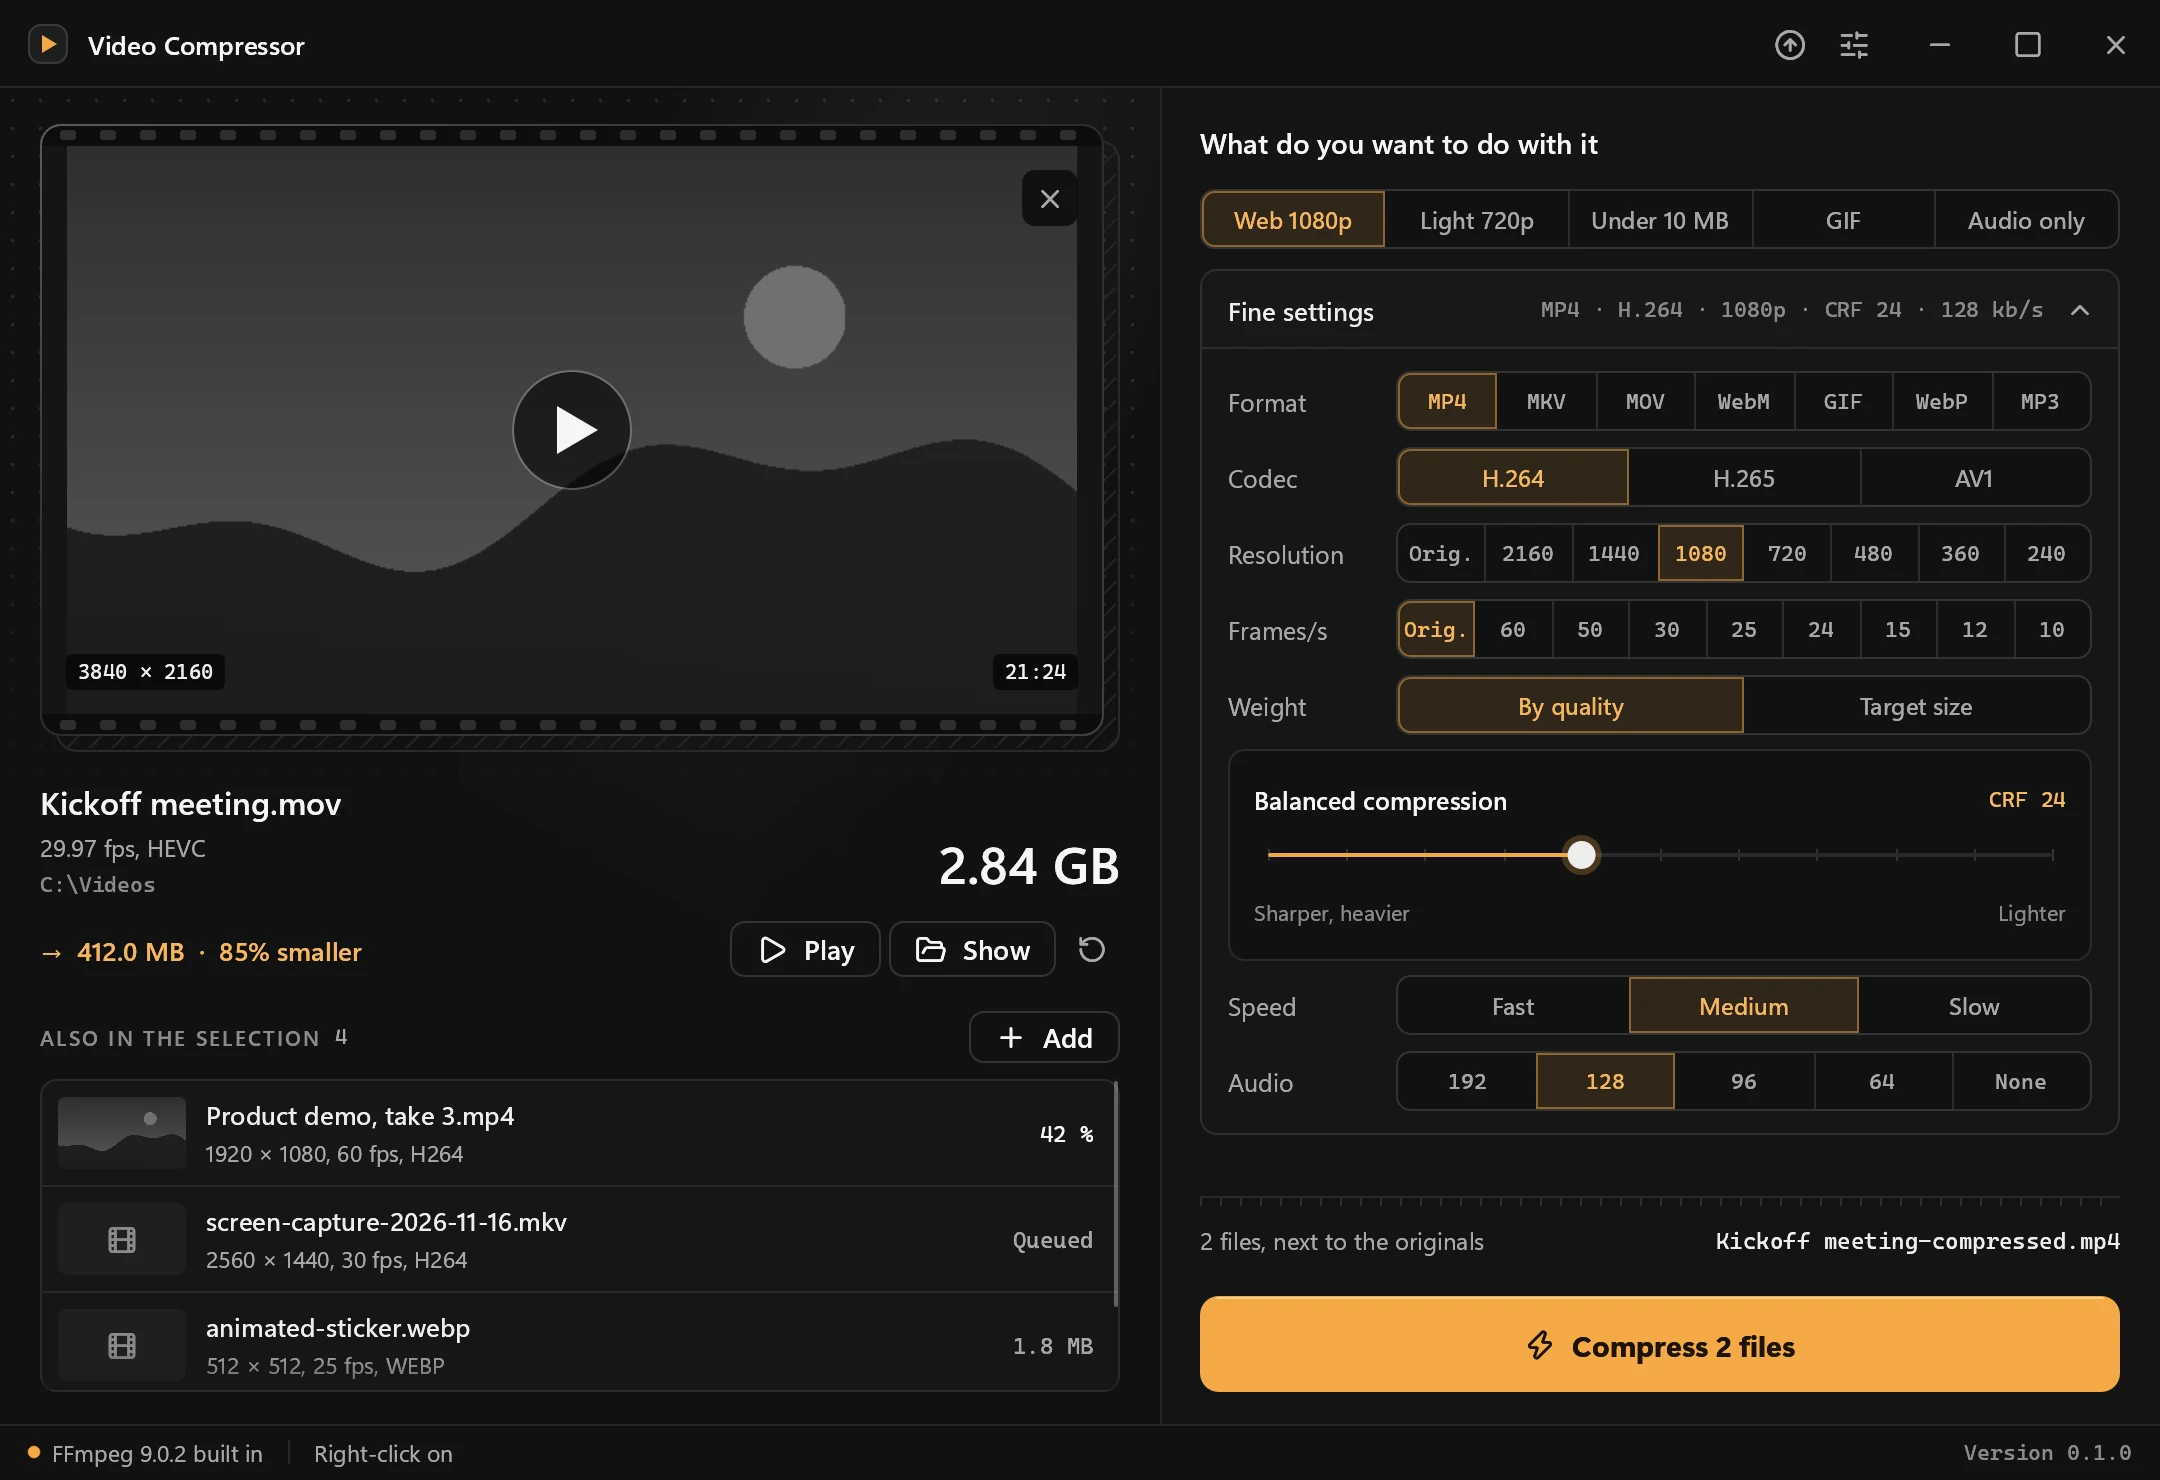 Video Compressor
3840 × 2160
21:24
Kickoff meeting.mov
29.97 fps, HEVC
C:\Videos
2.84 GB
→ 412.0 MB · 85% smaller
Play
Show
ALSO IN THE SELECTION 4
Add
Product demo, take 3.mp4
1920 × 1080, 60 fps, H264
42 %
screen-capture-2026-11-16.mkv
2560 × 1440, 30 fps, H264
Queued
animated-sticker.webp
512 × 512, 25 fps, WEBP
1.8 MB
What do you want to do with it
Web 1080p Light 720p Under 10 MB GIF Audio only
Fine settings MP4 · H.264 · 1080p · CRF 24 · 128 kb/s
Format MP4 MKV MOV WebM GIF WebP MP3
Codec H.264 H.265 AV1
Resolution Orig. 2160 1440 1080 720 480 360 240
Frames/s Orig. 60 50 30 25 24 15 12 10
Weight By quality Target size
Balanced compression CRF 24
Sharper, heavier Lighter
Speed Fast Medium Slow
Audio 192 128 96 64 None
2 files, next to the originals Kickoff meeting-compressed.mp4
Compress 2 files
FFmpeg 9.0.2 built in Right-click on Version 0.1.0